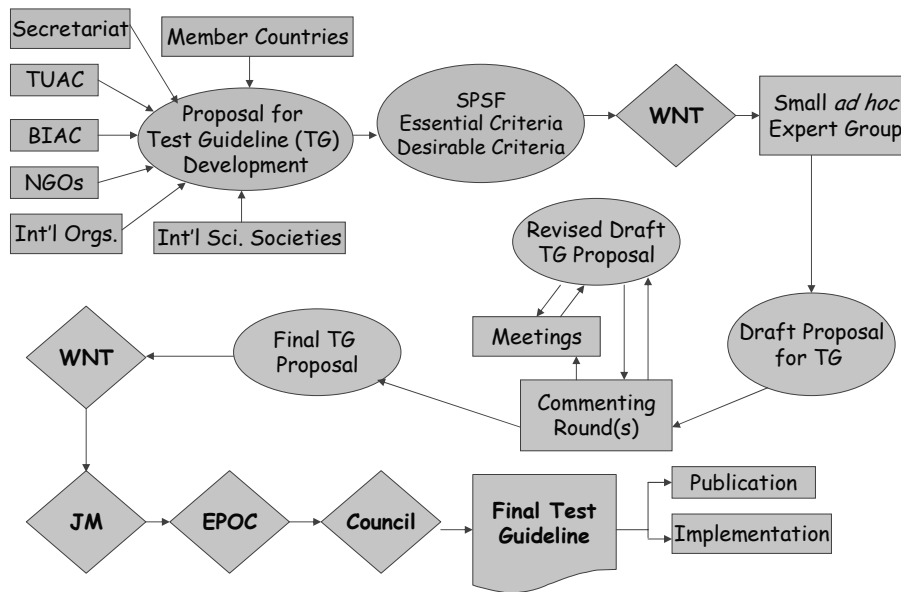 Secretariat
Member Countries
TUAC
BIAC
NGOs
Int'l Orgs.
Int'l Sci. Societies
Proposal for
Test Guideline (TG)
Development
SPSF
Essential Criteria
Desirable Criteria
WNT
Small ad hoc
Expert Group
Revised Draft
TG Proposal
Meetings
Draft Proposal
for TG
Commenting
Round(s)
Final TG
Proposal
WNT
JM
EPOC
Council
Final Test
Guideline
Publication
Implementation